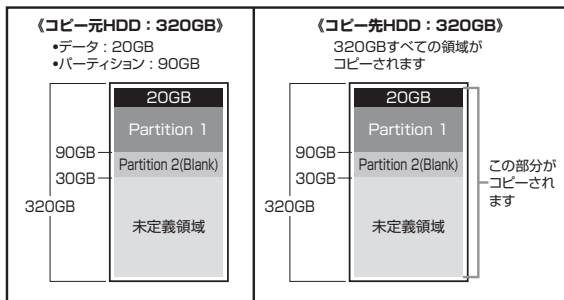 《コピー元HDD：320GB》
•データ：20GB
•パーティション：90GB
20GB
Partition 1
90GB
Partition 2(Blank)
30GB
320GB
未定義領域
《コピー先HDD：320GB》
320GBすべての領域が
コピーされます
20GB
Partition 1
90GB
Partition 2(Blank)
30GB
320GB
未定義領域
この部分が
コピーされ
ます